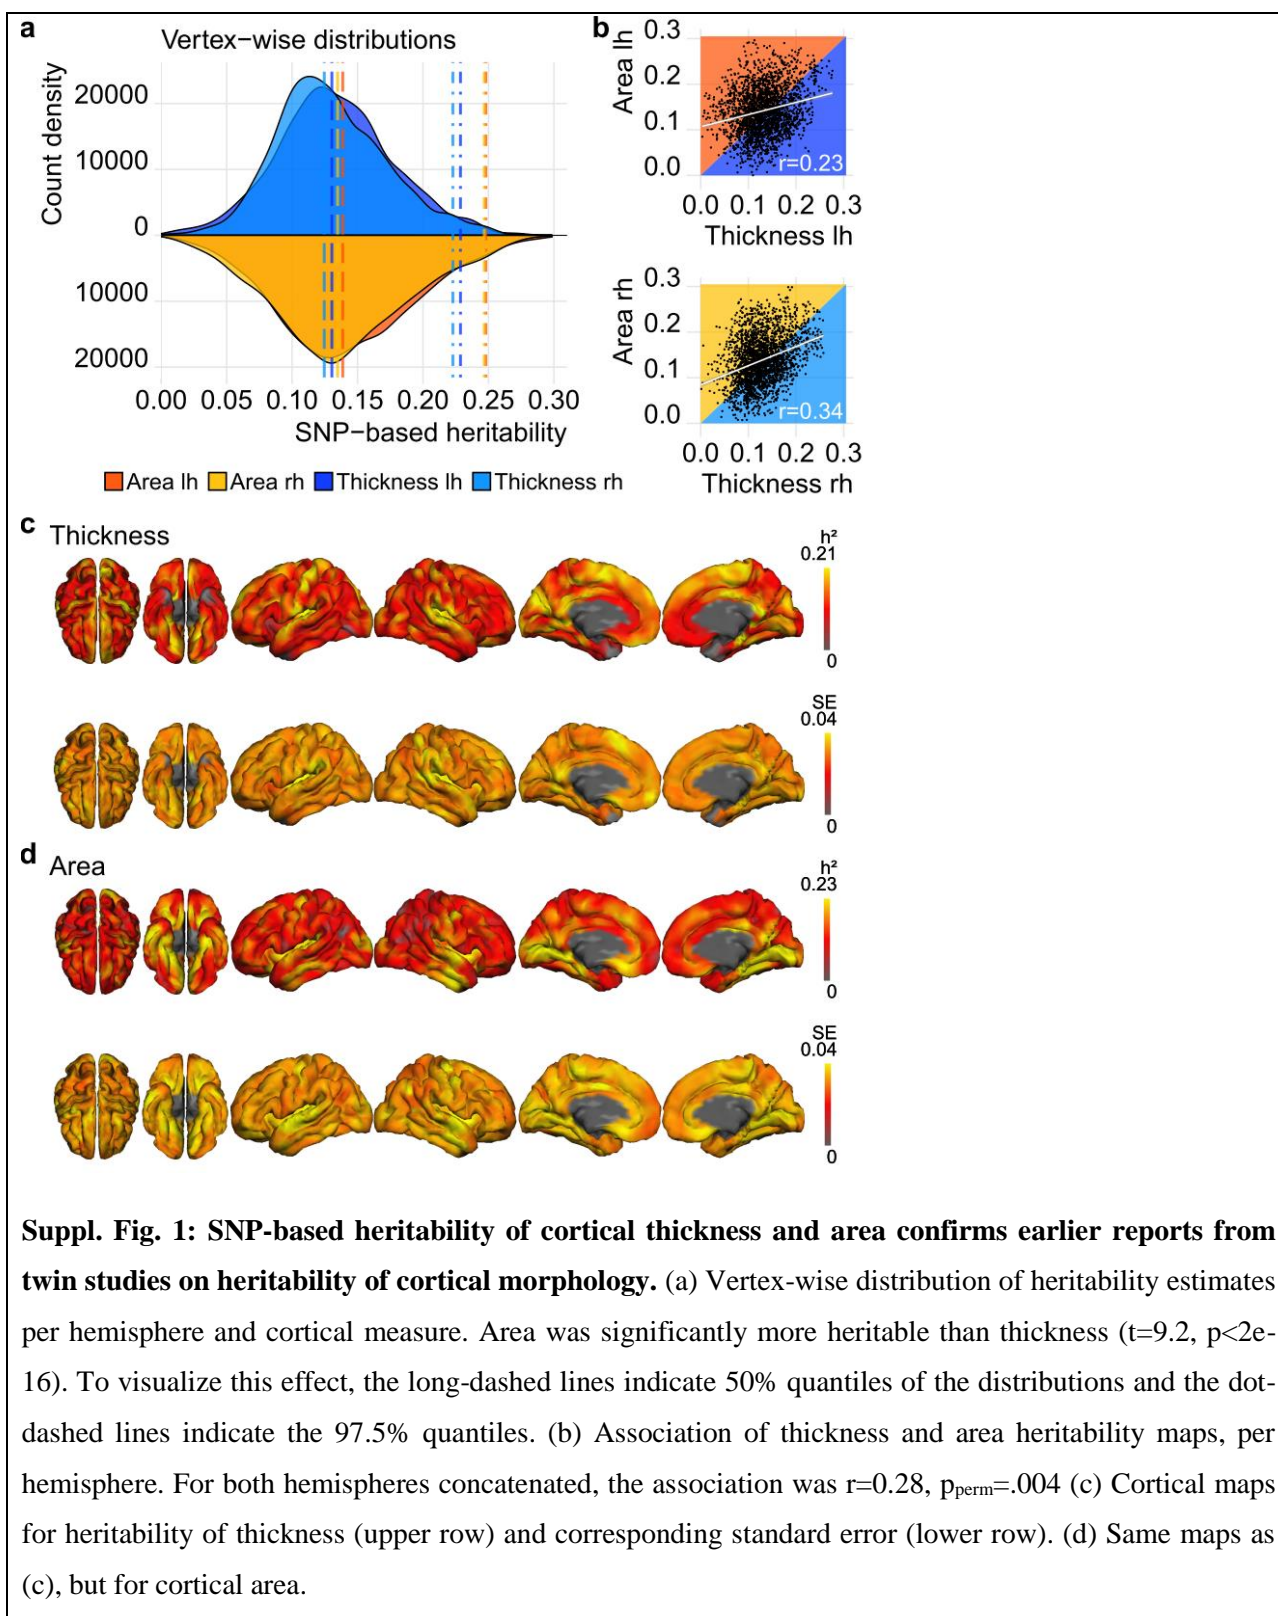 a
Vertex−wise distributions
Count density
20000
10000
0
10000
20000
0.00 0.05 0.10 0.15 0.20 0.25 0.30
SNP−based heritability
Area lh Area rh Thickness lh Thickness rh
b
Area lh
0.3
0.2
0.1
0.0
r=0.23
0.0 0.1 0.2 0.3
Thickness lh
Area rh
0.3
0.2
0.1
0.0
r=0.34
0.0 0.1 0.2 0.3
Thickness rh
c
Thickness
h²
0.21
0
SE
0.04
0
d
Area
h²
0.23
0
SE
0.04
0
Suppl. Fig. 1: SNP-based heritability of cortical thickness and area confirms earlier reports from
twin studies on heritability of cortical morphology. (a) Vertex-wise distribution of heritability estimates
per hemisphere and cortical measure. Area was significantly more heritable than thickness (t=9.2, p<2e-
16). To visualize this effect, the long-dashed lines indicate 50% quantiles of the distributions and the dot-
dashed lines indicate the 97.5% quantiles. (b) Association of thickness and area heritability maps, per
hemisphere. For both hemispheres concatenated, the association was r=0.28, pperm=.004 (c) Cortical maps
for heritability of thickness (upper row) and corresponding standard error (lower row). (d) Same maps as
(c), but for cortical area.